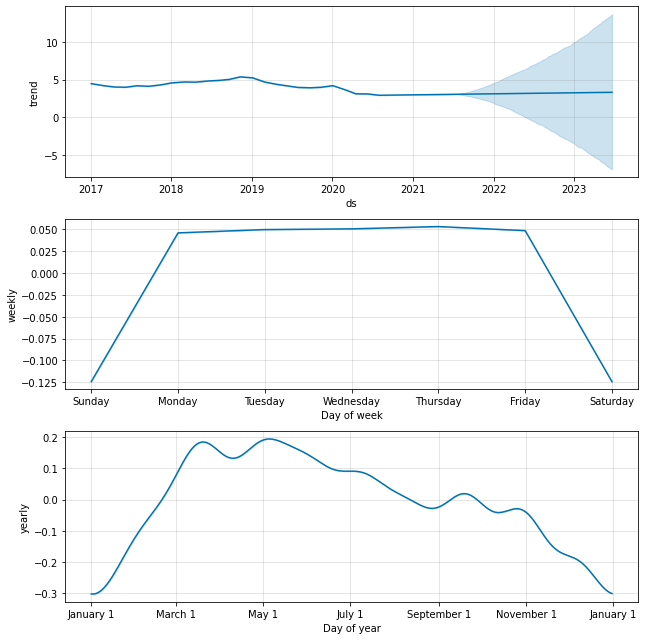 10
5
0
−5
trend
2017 2018 2019 2020 2021 2022 2023
ds
0.050
0.025
0.000
−0.025
−0.050
−0.075
−0.100
−0.125
weekly
Sunday Monday Tuesday Wednesday Thursday Friday Saturday
Day of week
0.2
0.1
0.0
−0.1
−0.2
−0.3
yearly
January 1 March 1 May 1 July 1 September 1 November 1 January 1
Day of year